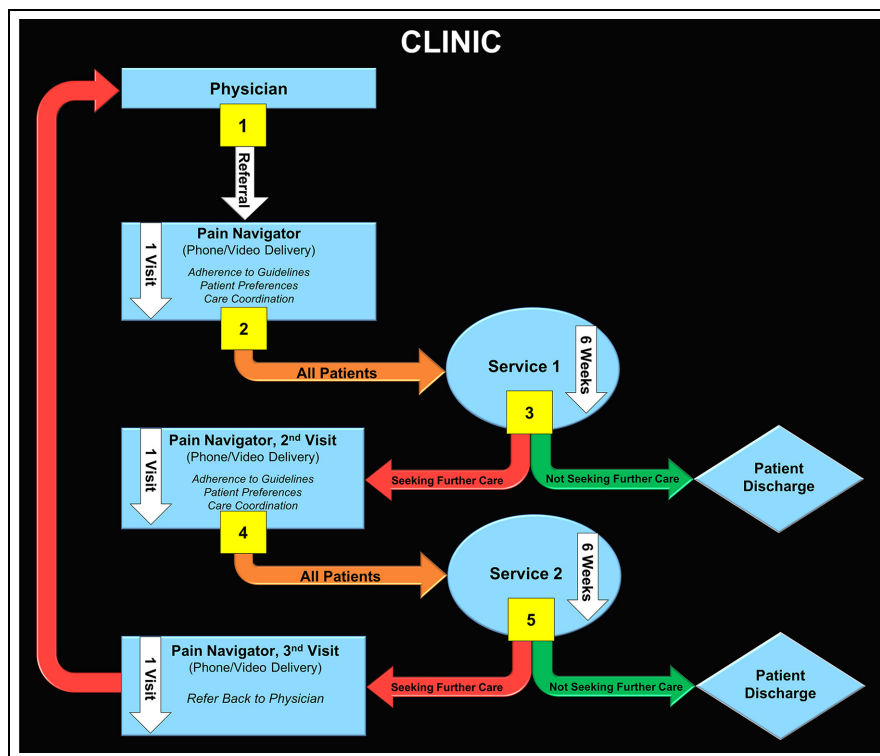 CLINIC
Physician
1
Referral
Pain Navigator
(Phone/Video Delivery)
Adherence to Guidelines
Patient Preferences
Care Coordination
1 Visit
2
All Patients
Service 1
6 Weeks
3
Pain Navigator, 2nd Visit
(Phone/Video Delivery)
Adherence to Guidelines
Patient Preferences
Care Coordination
1 Visit
Seeking Further Care
Not Seeking Further Care
Patient
Discharge
4
All Patients
Service 2
6 Weeks
5
Pain Navigator, 3nd Visit
(Phone/Video Delivery)
Refer Back to Physician
1 Visit
Seeking Further Care
Not Seeking Further Care
Patient
Discharge